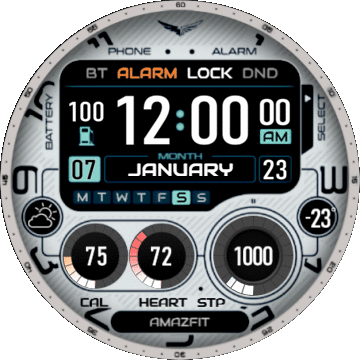 PHONE ALARM
BT ALARM LOCK DND
BATTERY
100 12:00 00
AM
SELECT
MONTH
07 JANUARY 23
M T W T F S S
-23°
75 72 1000
CAL HEART STP
AMAZFIT